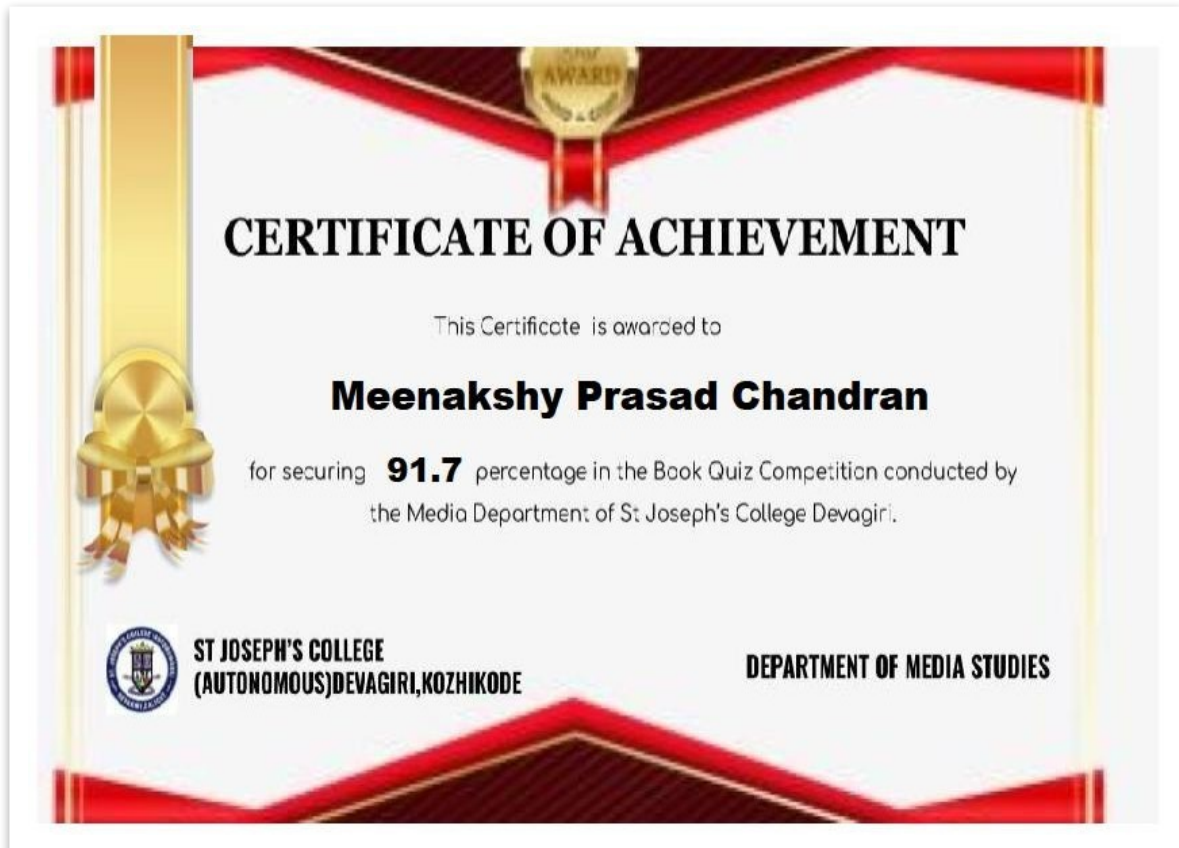 AWARD
CERTIFICATE OF ACHIEVEMENT
This Certificate is awarded to
Meenakshy Prasad Chandran
for securing 91.7 percentage in the Book Quiz Competition conducted by
the Media Department of St Joseph's College Devagiri.
ST JOSEPH'S COLLEGE
(AUTONOMOUS)DEVAGIRI,KOZHIKODE
DEPARTMENT OF MEDIA STUDIES